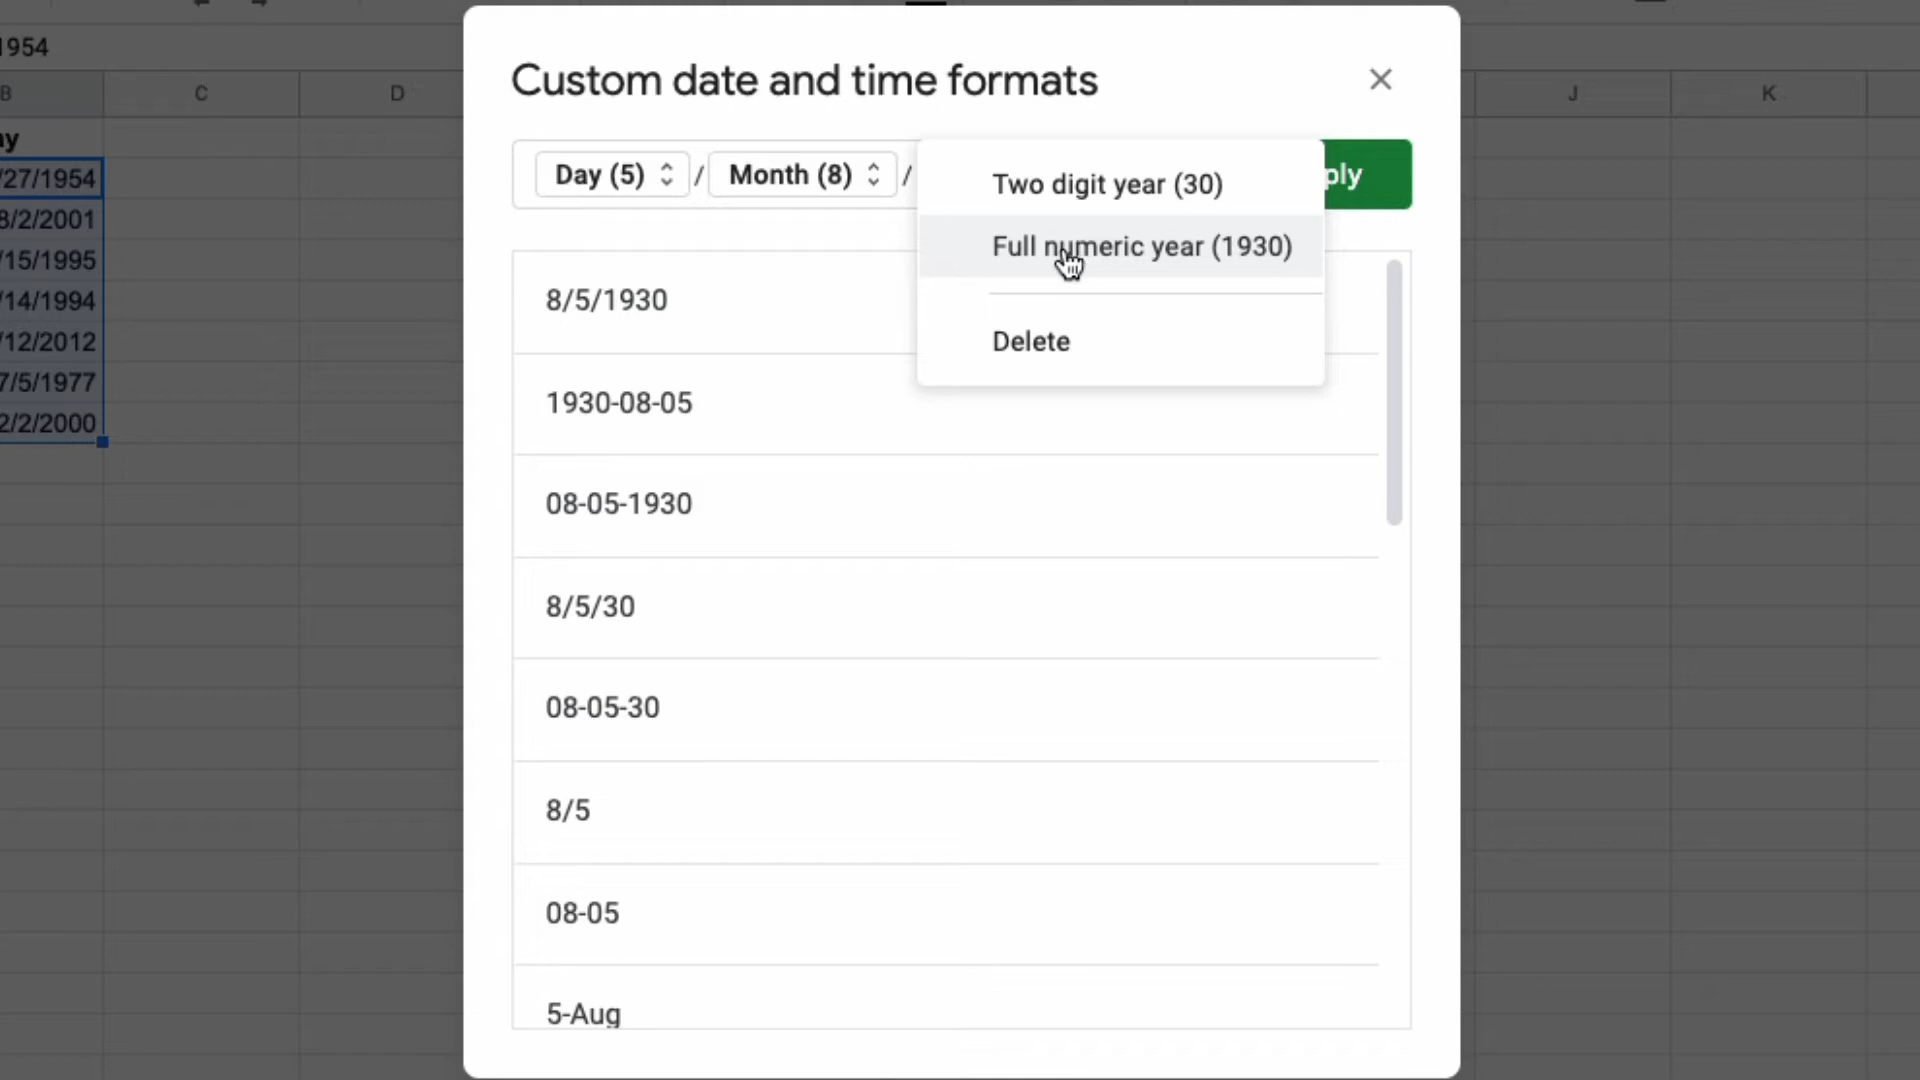 1954
B
C
D
J
K
ny
/27/1954
8/2/2001
/15/1995
/14/1994
/12/2012
7/5/1977
2/2/2000
Custom date and time formats
Day (5) / Month (8) /
ply
Two digit year (30)
Full numeric year (1930)
Delete
8/5/1930
1930-08-05
08-05-1930
8/5/30
08-05-30
8/5
08-05
5-Aug